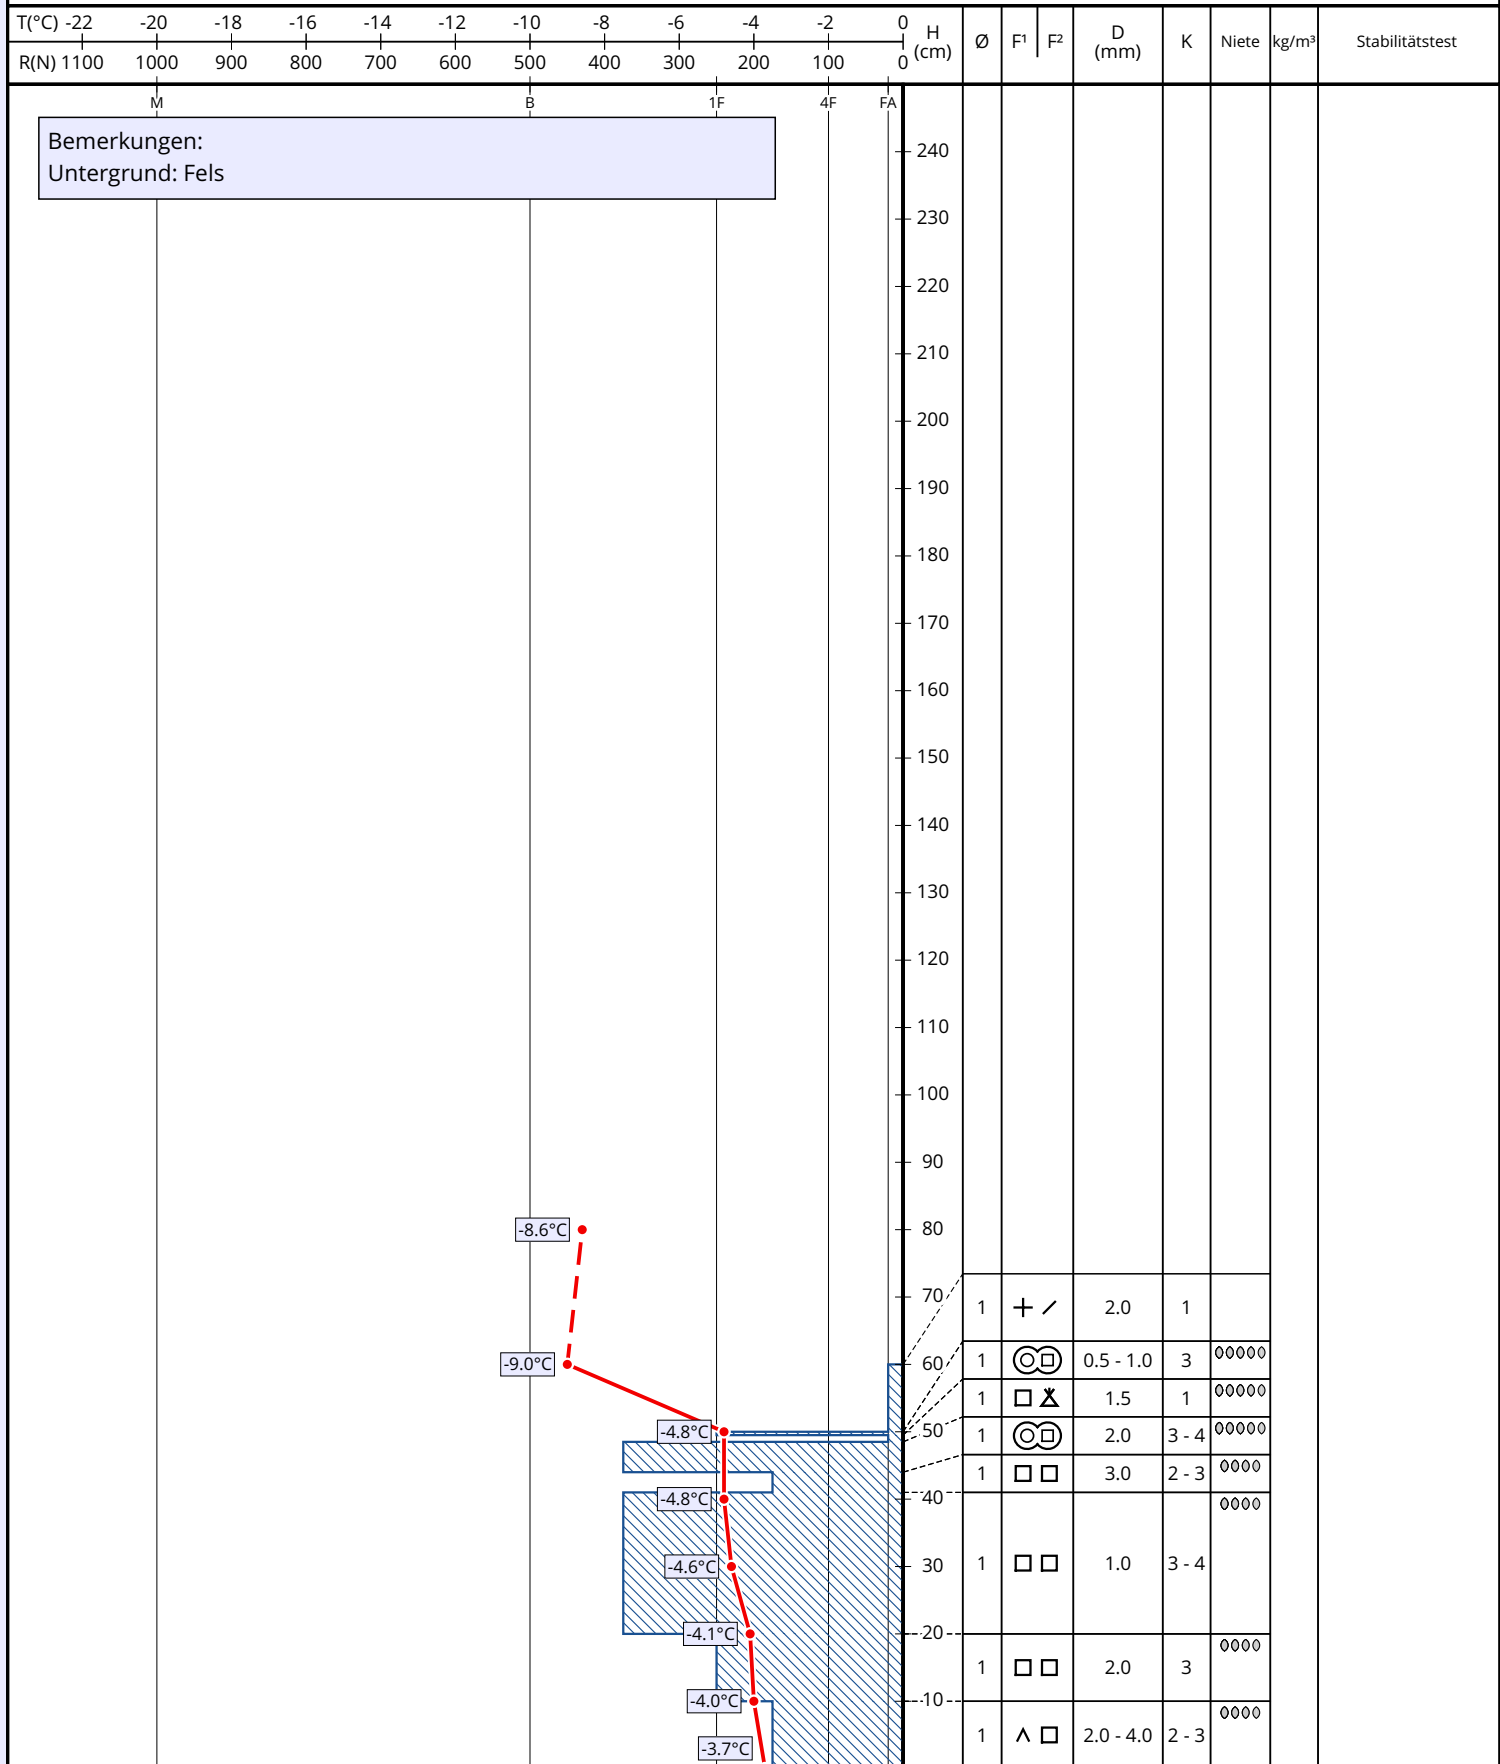 T(°C) -22 -20 -18 -16 -14 -12 -10 -8 -6 -4 -2 0
R(N) 1100 1000 900 800 700 600 500 400 300 200 100 0
H (cm) Ø F¹ F² D (mm) K Niete kg/m³ Stabilitätstest
M B 1F 4F FA
Bemerkungen:
Untergrund: Fels
240
230
220
210
200
190
180
170
160
150
140
130
120
110
100
90
-8.6°C 80
70 1 2.0 1
-9.0°C 60 1 0.5 - 1.0 3
1 1.5 1
-4.8°C 50 1 2.0 3 - 4
1 3.0 2 - 3
-4.8°C 40
-4.6°C 30 1 1.0 3 - 4
-4.1°C 20
1 2.0 3
-4.0°C 10
1 2.0 - 4.0 2 - 3
-3.7°C